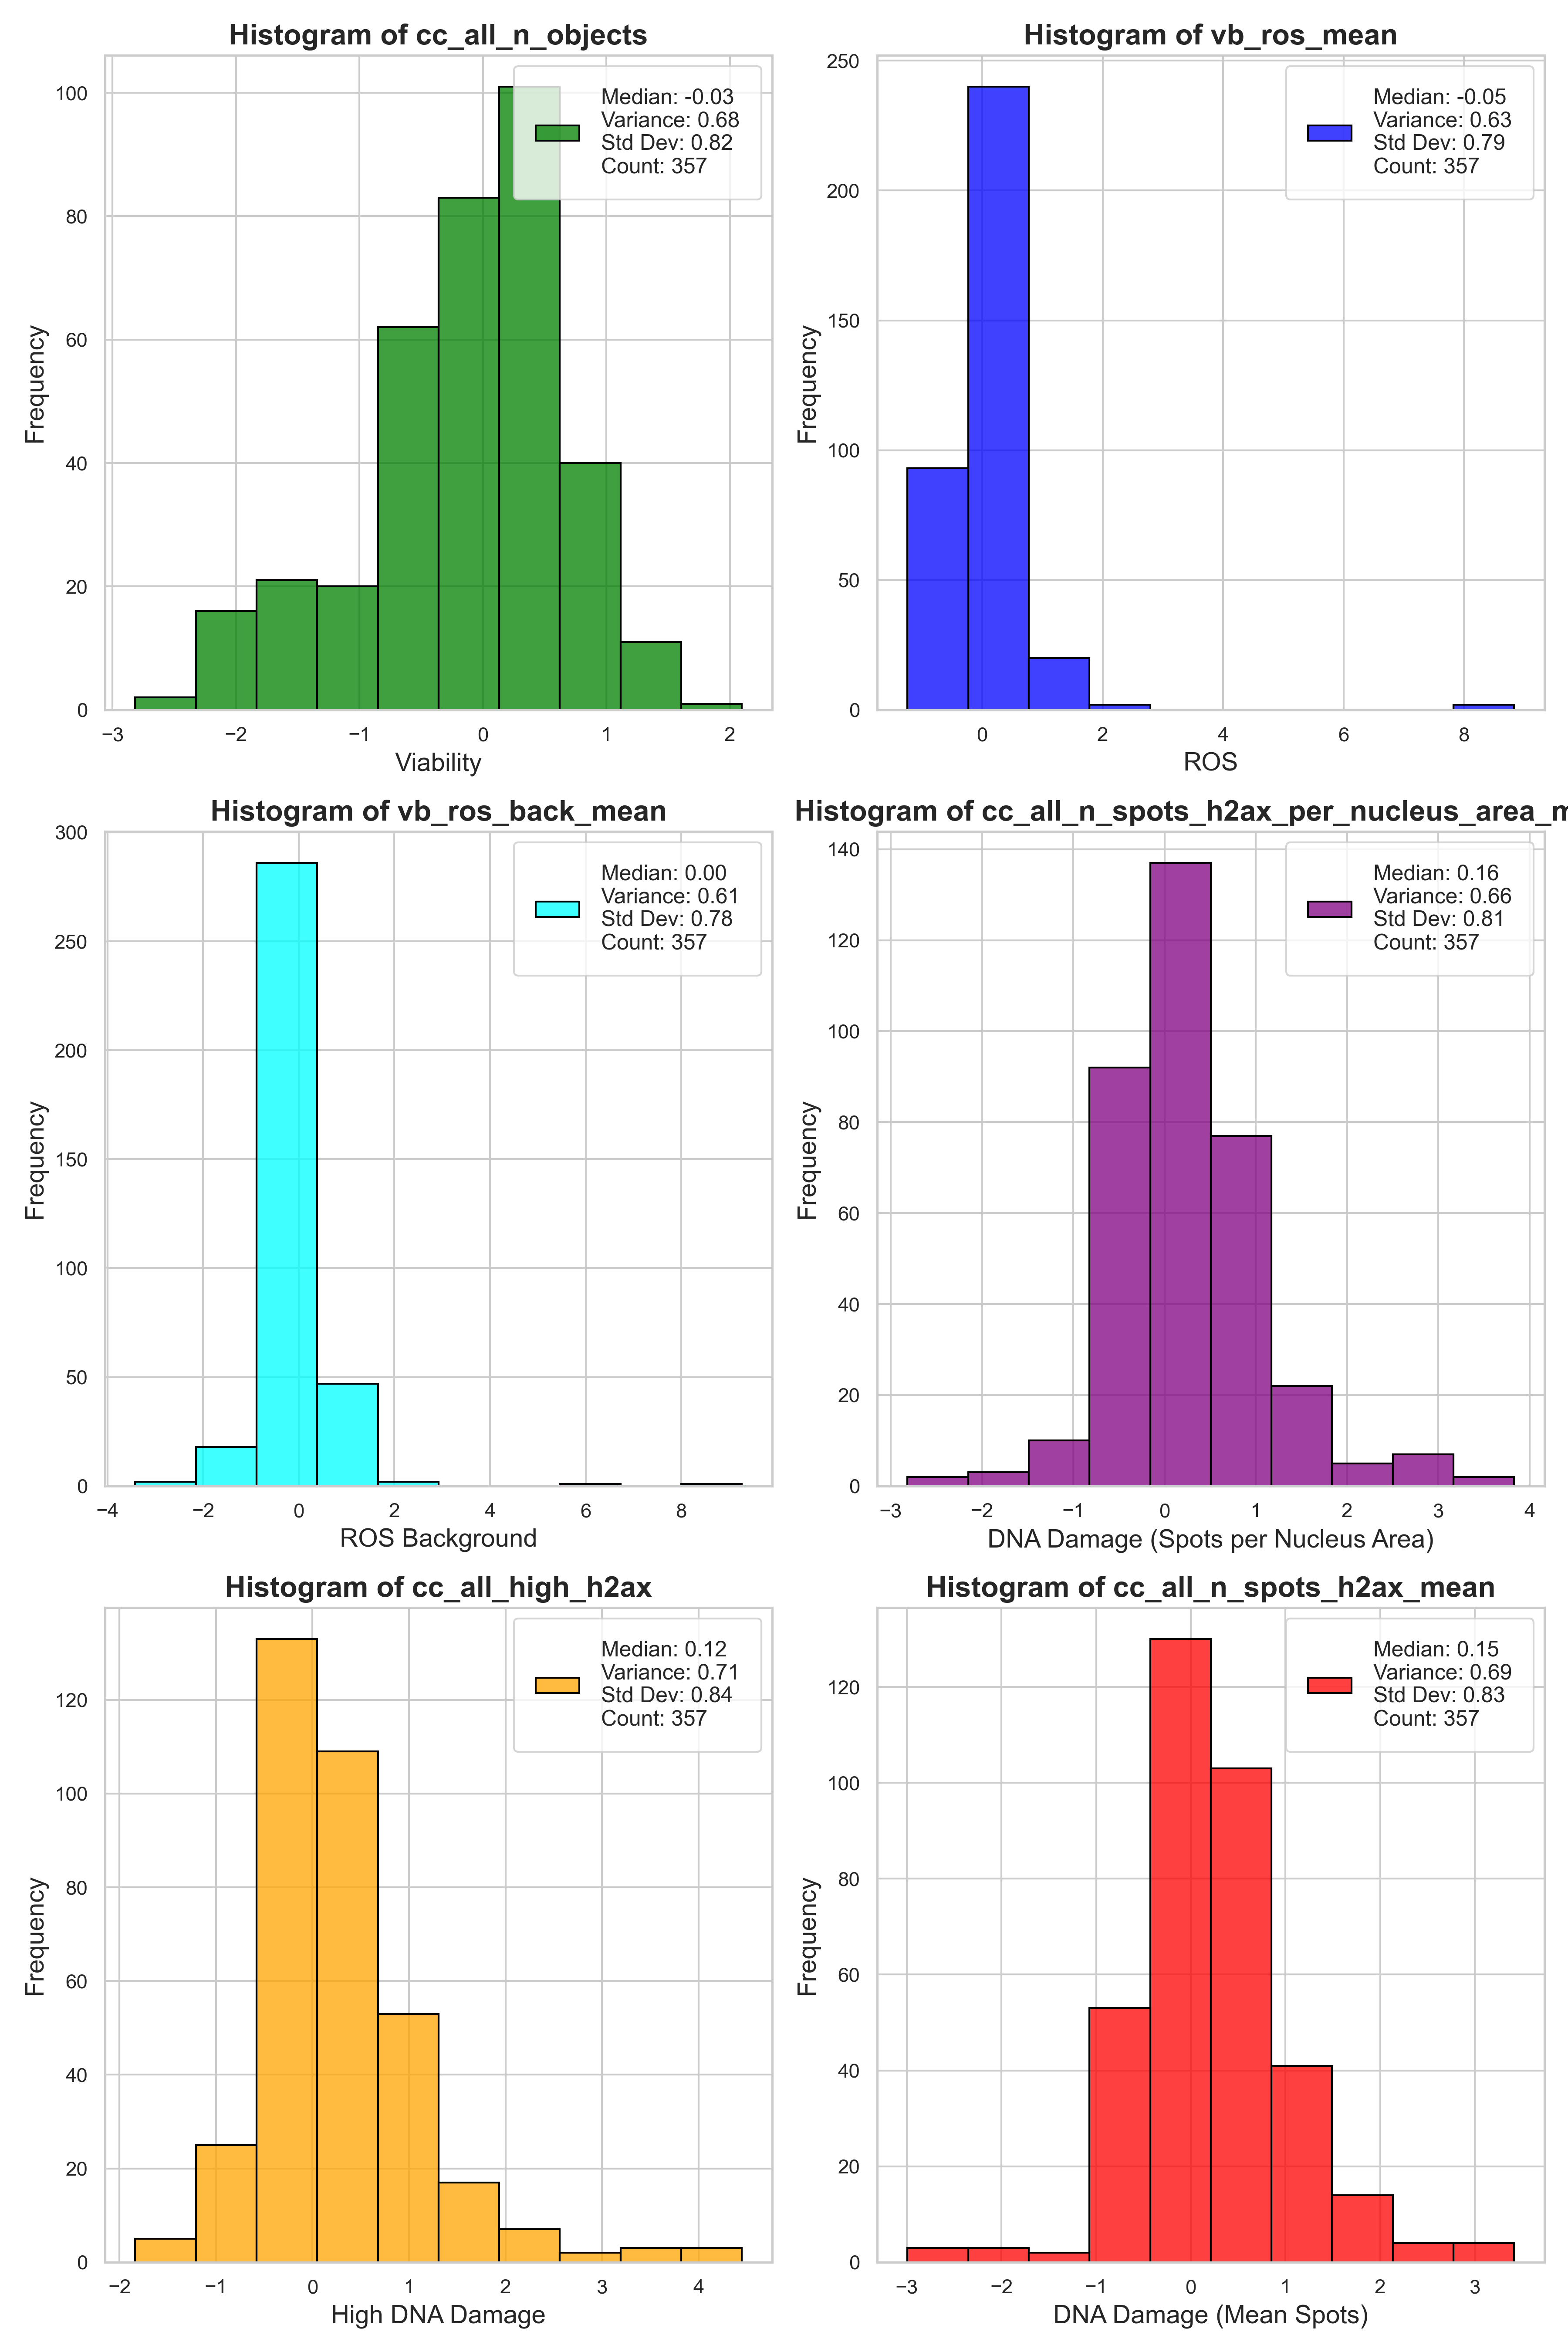 Histogram of cc_all_n_objects
Median: -0.03
Variance: 0.68
Std Dev: 0.82
Count: 357
Frequency
100
80
60
40
20
0
−3 −2 −1 0 1 2
Viability
Histogram of vb_ros_mean
Median: -0.05
Variance: 0.63
Std Dev: 0.79
Count: 357
Frequency
250
200
150
100
50
0
0 2 4 6 8
ROS
Histogram of vb_ros_back_mean
Median: 0.00
Variance: 0.61
Std Dev: 0.78
Count: 357
Frequency
300
250
200
150
100
50
0
−4 −2 0 2 4 6 8
ROS Background
Histogram of cc_all_n_spots_h2ax_per_nucleus_area_m
Median: 0.16
Variance: 0.66
Std Dev: 0.81
Count: 357
Frequency
140
120
100
80
60
40
20
0
−3 −2 −1 0 1 2 3 4
DNA Damage (Spots per Nucleus Area)
Histogram of cc_all_high_h2ax
Median: 0.12
Variance: 0.71
Std Dev: 0.84
Count: 357
Frequency
120
100
80
60
40
20
0
−2 −1 0 1 2 3 4
High DNA Damage
Histogram of cc_all_n_spots_h2ax_mean
Median: 0.15
Variance: 0.69
Std Dev: 0.83
Count: 357
Frequency
120
100
80
60
40
20
0
−3 −2 −1 0 1 2 3
DNA Damage (Mean Spots)